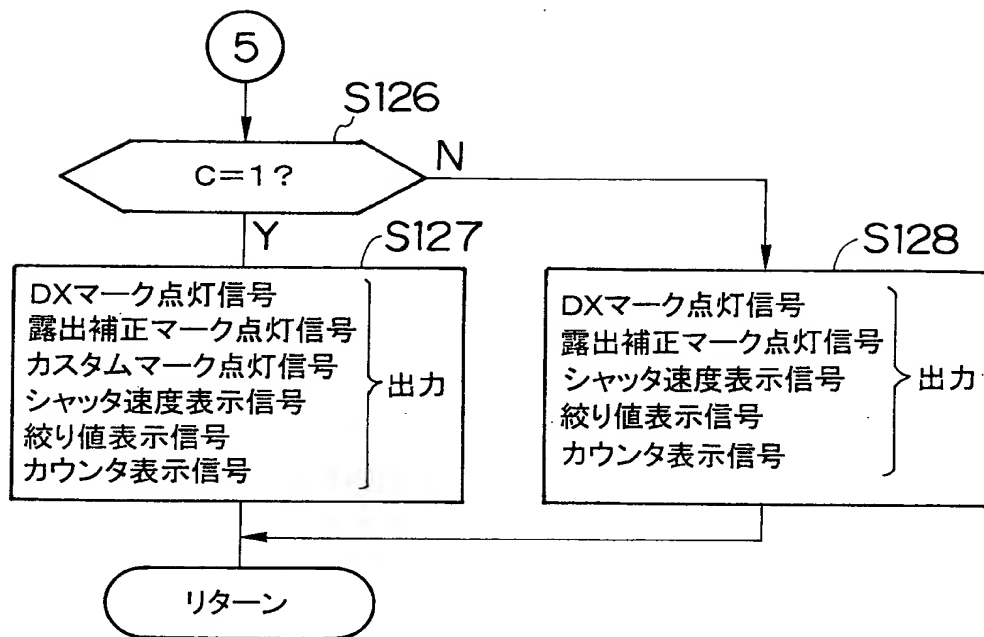 5
S126
C=1?
N
Y
S127
DXマーク点灯信号
露出補正マーク点灯信号
カスタムマーク点灯信号
シャッタ速度表示信号
絞り値表示信号
カウンタ表示信号
出力
S128
DXマーク点灯信号
露出補正マーク点灯信号
シャッタ速度表示信号
絞り値表示信号
カウンタ表示信号
出力
リターン